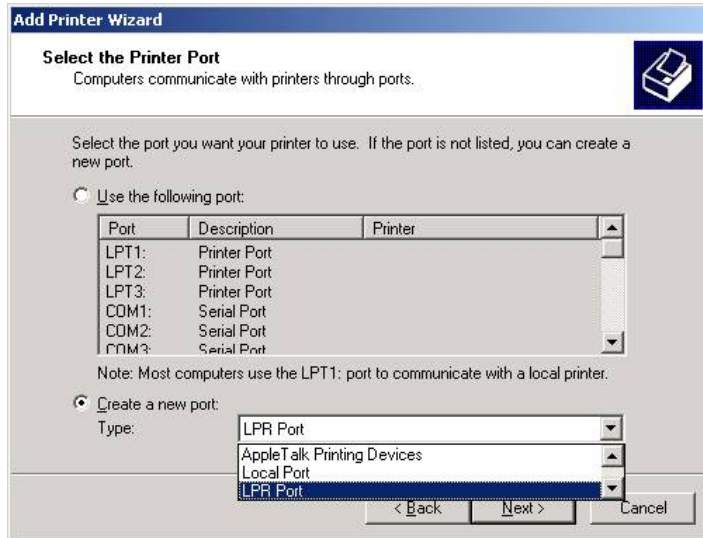 Add Printer Wizard
Select the Printer Port
Computers communicate with printers through ports.
Select the port you want your printer to use. If the port is not listed, you can create a
new port.
Use the following port:
Port Description Printer
LPT1: Printer Port
LPT2: Printer Port
LPT3: Printer Port
COM1: Serial Port
COM2: Serial Port
COM3: Serial Port
Note: Most computers use the LPT1: port to communicate with a local printer.
Create a new port:
Type: LPR Port
AppleTalk Printing Devices
Local Port
LPR Port
< Back Next > Cancel